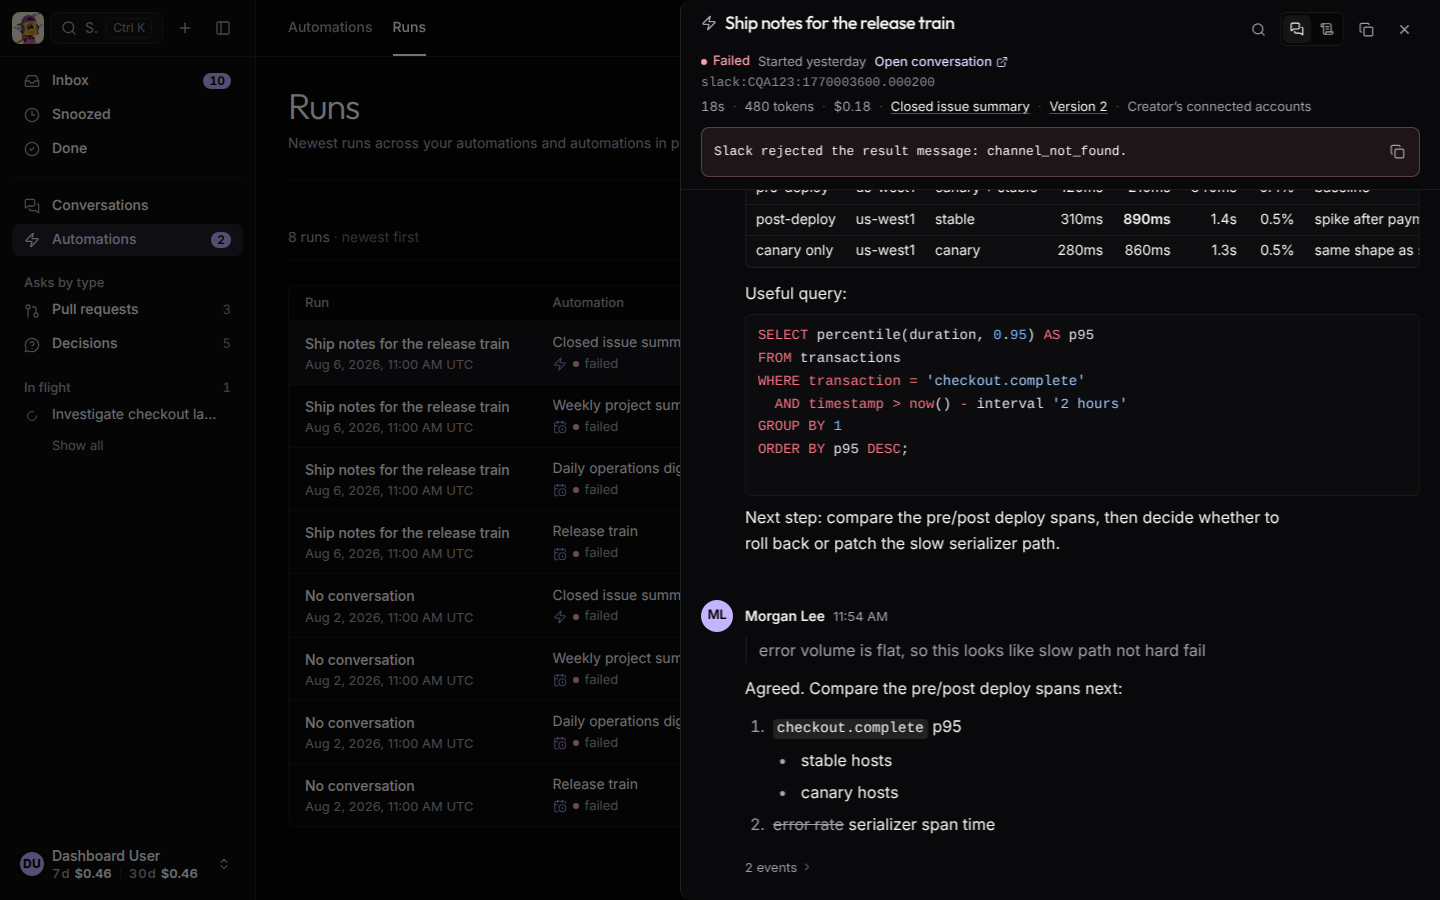 S.
Ctrl K
Inbox 10
Snoozed
Done
Conversations
Automations 2
Asks by type
Pull requests 3
Decisions 5
In flight 1
Investigate checkout la...
Show all
DU
Dashboard User
7d $0.46 30d $0.46
Automations Runs
Runs
Newest runs across your automations and automations in p
8 runs · newest first
Run Automation
Ship notes for the release train Closed issue summ
Aug 6, 2026, 11:00 AM UTC failed
Ship notes for the release train Weekly project sum
Aug 6, 2026, 11:00 AM UTC failed
Ship notes for the release train Daily operations dig
Aug 6, 2026, 11:00 AM UTC failed
Ship notes for the release train Release train
Aug 6, 2026, 11:00 AM UTC failed
No conversation Closed issue summ
Aug 2, 2026, 11:00 AM UTC failed
No conversation Weekly project sum
Aug 2, 2026, 11:00 AM UTC failed
No conversation Daily operations dig
Aug 2, 2026, 11:00 AM UTC failed
No conversation Release train
Aug 2, 2026, 11:00 AM UTC failed
Ship notes for the release train
Failed Started yesterday Open conversation
slack:CQA123:1770003600.000200
18s · 480 tokens · $0.18 · Closed issue summary · Version 2 · Creator's connected accounts
Slack rejected the result message: channel_not_found.
pre-deploy us-west1 canary + stable baseline
post-deploy us-west1 stable 310ms 890ms 1.4s 0.5% spike after paym
canary only us-west1 canary 280ms 860ms 1.3s 0.5% same shape as
Useful query:
SELECT percentile(duration, 0.95) AS p95
FROM transactions
WHERE transaction = 'checkout.complete'
AND timestamp > now() - interval '2 hours'
GROUP BY 1
ORDER BY p95 DESC;
Next step: compare the pre/post deploy spans, then decide whether to
roll back or patch the slow serializer path.
ML
Morgan Lee 11:54 AM
error volume is flat, so this looks like slow path not hard fail
Agreed. Compare the pre/post deploy spans next:
1. checkout.complete p95
• stable hosts
• canary hosts
2. error rate serializer span time
2 events